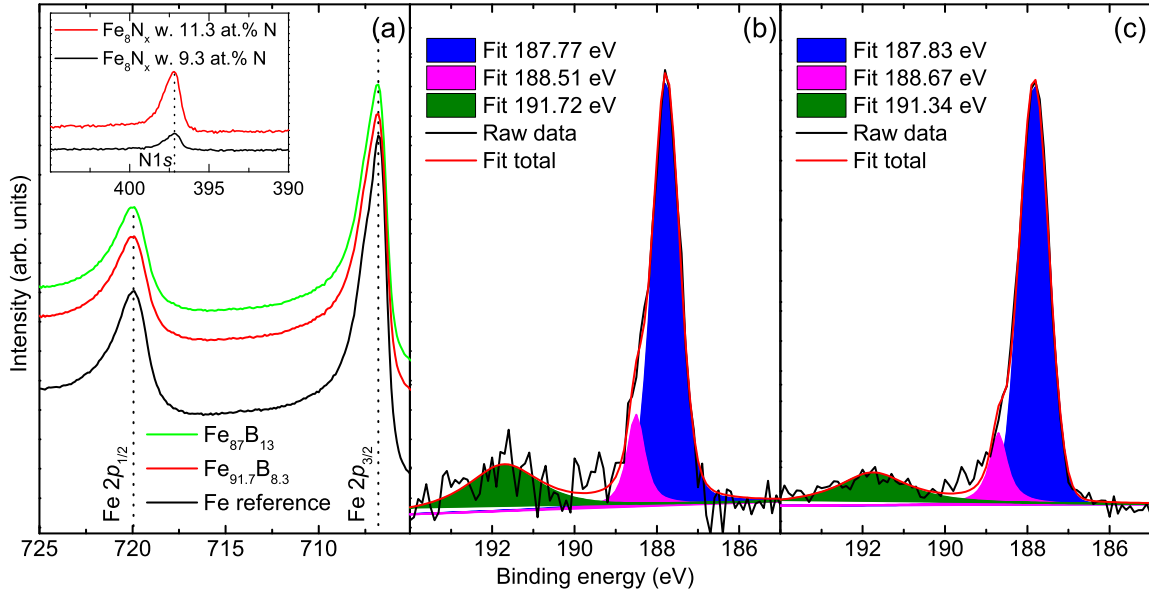 Fe₈Nₓ w. 11.3 at.% N
Fe₈Nₓ w. 9.3 at.% N
N1s
400 395 390
(a)
Fe₈₇B₁₃
Fe₉₁.₇B₈.₃
Fe reference
Fe 2p₁/₂
Fe 2p₃/₂
Intensity (arb. units)
725 720 715 710
(b)
Fit 187.77 eV
Fit 188.51 eV
Fit 191.72 eV
Raw data
Fit total
192 190 188 186
(c)
Fit 187.83 eV
Fit 188.67 eV
Fit 191.34 eV
Raw data
Fit total
192 190 188 186
Binding energy (eV)